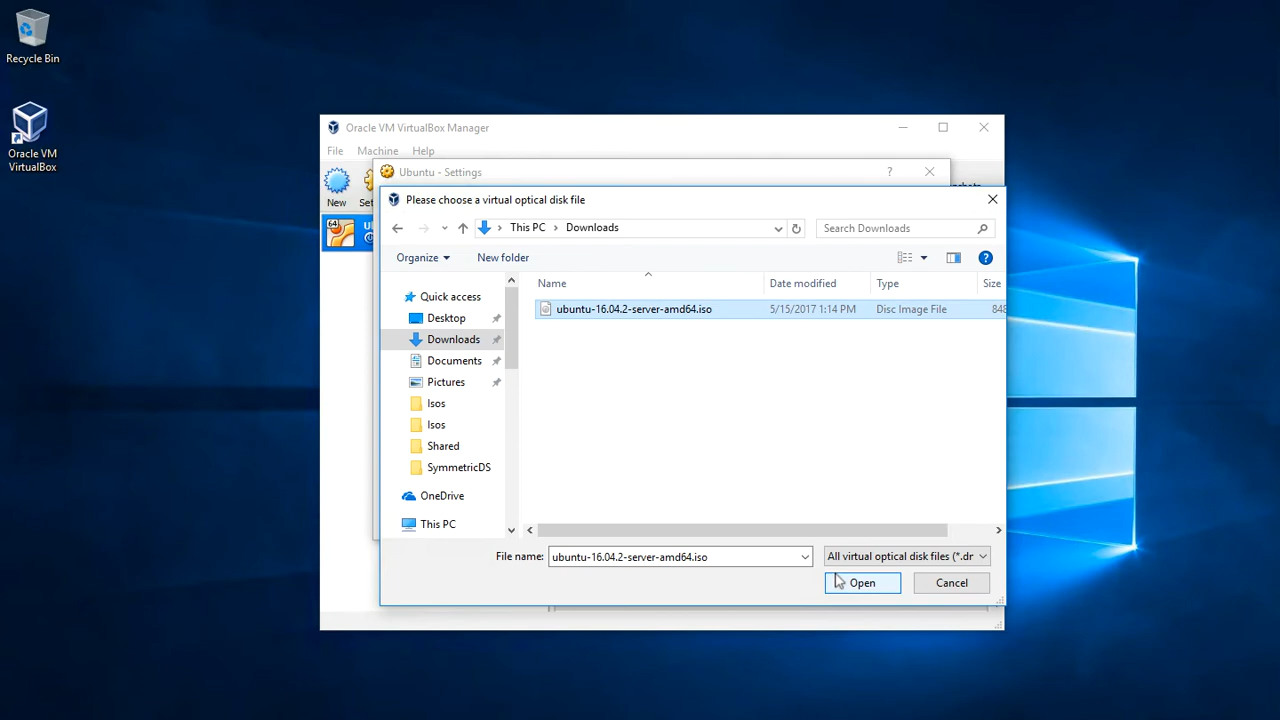 Recycle Bin
Oracle VM
VirtualBox
Oracle VM VirtualBox Manager
File Machine Help
New
Ubuntu - Settings
Please choose a virtual optical disk file
This PC > Downloads
Search Downloads
Organize
New folder
Name Date modified Type Size
ubuntu-16.04.2-server-amd64.iso 5/15/2017 1:14 PM Disc Image File 848
Quick access
Desktop
Downloads
Documents
Pictures
Isos
Isos
Shared
SymmetricDS
OneDrive
This PC
File name: ubuntu-16.04.2-server-amd64.iso
All virtual optical disk files (*.dr
Open
Cancel
64